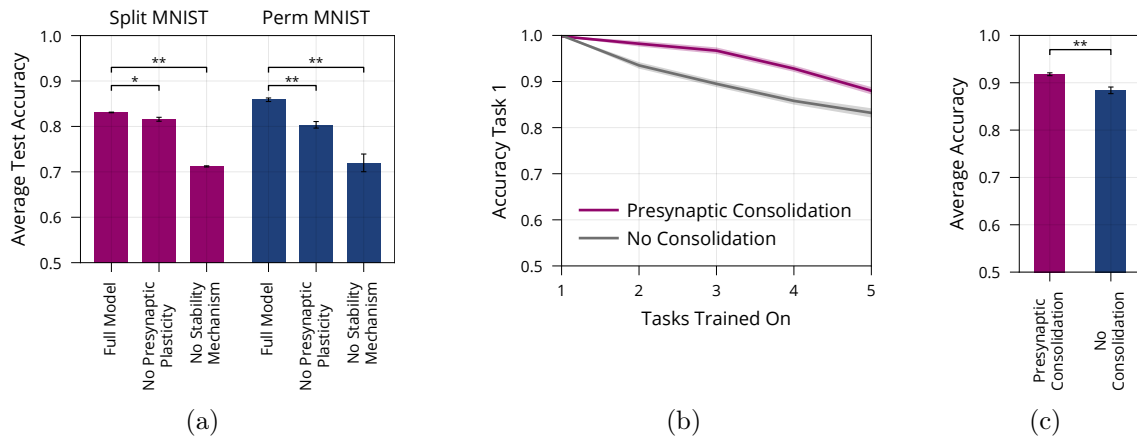 Split MNIST
Perm MNIST
Average Test Accuracy
1.0
0.9
0.8
0.7
0.6
0.5
**
*
**
**
Full Model
No Presynaptic
Plasticity
No Stability
Mechanism
Full Model
No Presynaptic
Plasticity
No Stability
Mechanism
(a)
Accuracy Task 1
1.0
0.9
0.8
0.7
0.6
0.5
Presynaptic Consolidation
No Consolidation
1 2 3 4 5
Tasks Trained On
(b)
Average Accuracy
1.0
0.9
0.8
0.7
0.6
0.5
**
Presynaptic
Consolidation
No
Consolidation
(c)